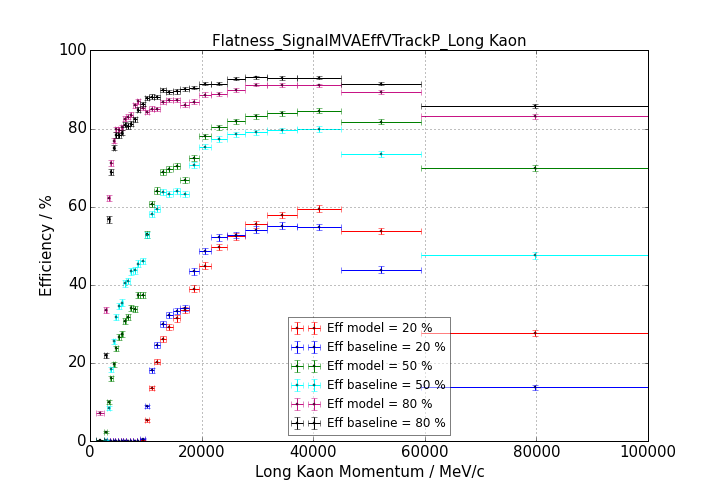 Flatness_SignalMVAEffVTrackP_Long Kaon
100
80
60
40
20
0
Efficiency / %
Eff model = 20 %
Eff baseline = 20 %
Eff model = 50 %
Eff baseline = 50 %
Eff model = 80 %
Eff baseline = 80 %
0 20000 40000 60000 80000 100000
Long Kaon Momentum / MeV/c